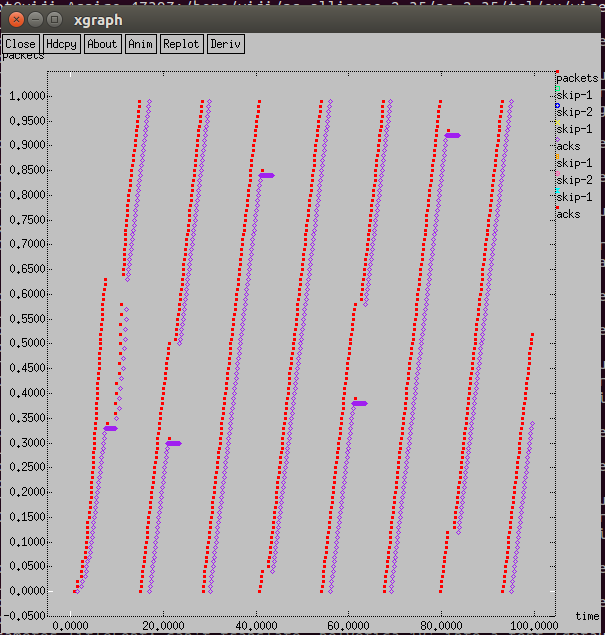 xgraph
Close Hdcpy About Anim Replot Deriv
packets
packets
skip-1
skip-2
skip-1
acks
skip-1
skip-2
skip-1
acks
1.0000
0.9500
0.9000
0.8500
0.8000
0.7500
0.7000
0.6500
0.6000
0.5500
0.5000
0.4500
0.4000
0.3500
0.3000
0.2500
0.2000
0.1500
0.1000
0.0500
0.0000
-0.0500
time
0.0000 20.0000 40.0000 60.0000 80.0000 100.0000